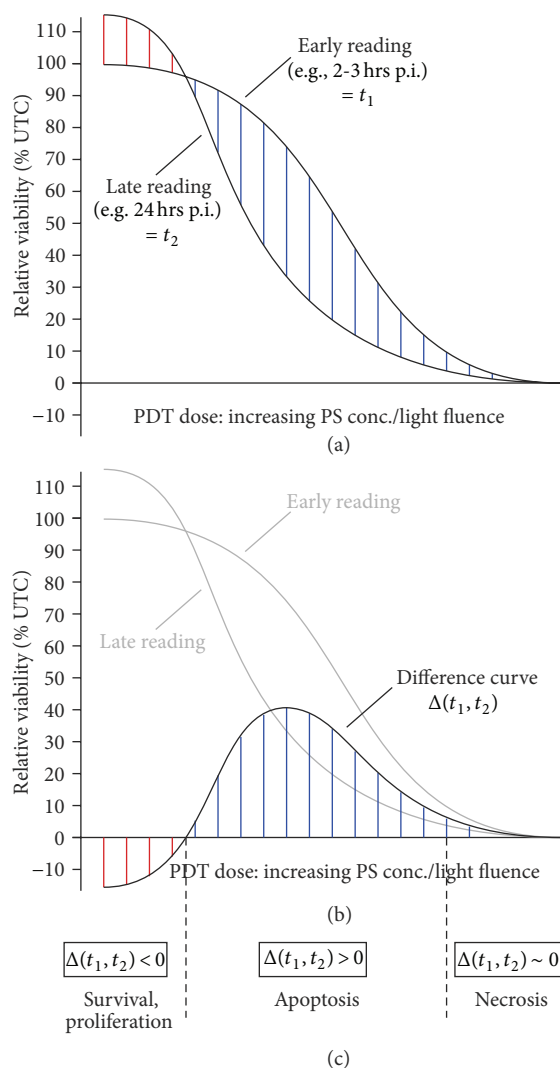 110
100
90
80
70
60
50
40
30
20
10
0
−10
Relative viability (% UTC)
Early reading
(e.g., 2-3 hrs p.i.)
= t₁
Late reading
(e.g. 24 hrs p.i.)
= t₂
PDT dose: increasing PS conc./light fluence
(a)
110
100
90
80
70
60
50
40
30
20
10
0
−10
Relative viability (% UTC)
Early reading
Late reading
Difference curve
Δ(t₁, t₂)
PDT dose: increasing PS conc./light fluence
(b)
Δ(t₁, t₂) < 0
Δ(t₁, t₂) > 0
Δ(t₁, t₂) ~ 0
Survival,
proliferation
Apoptosis
Necrosis
(c)